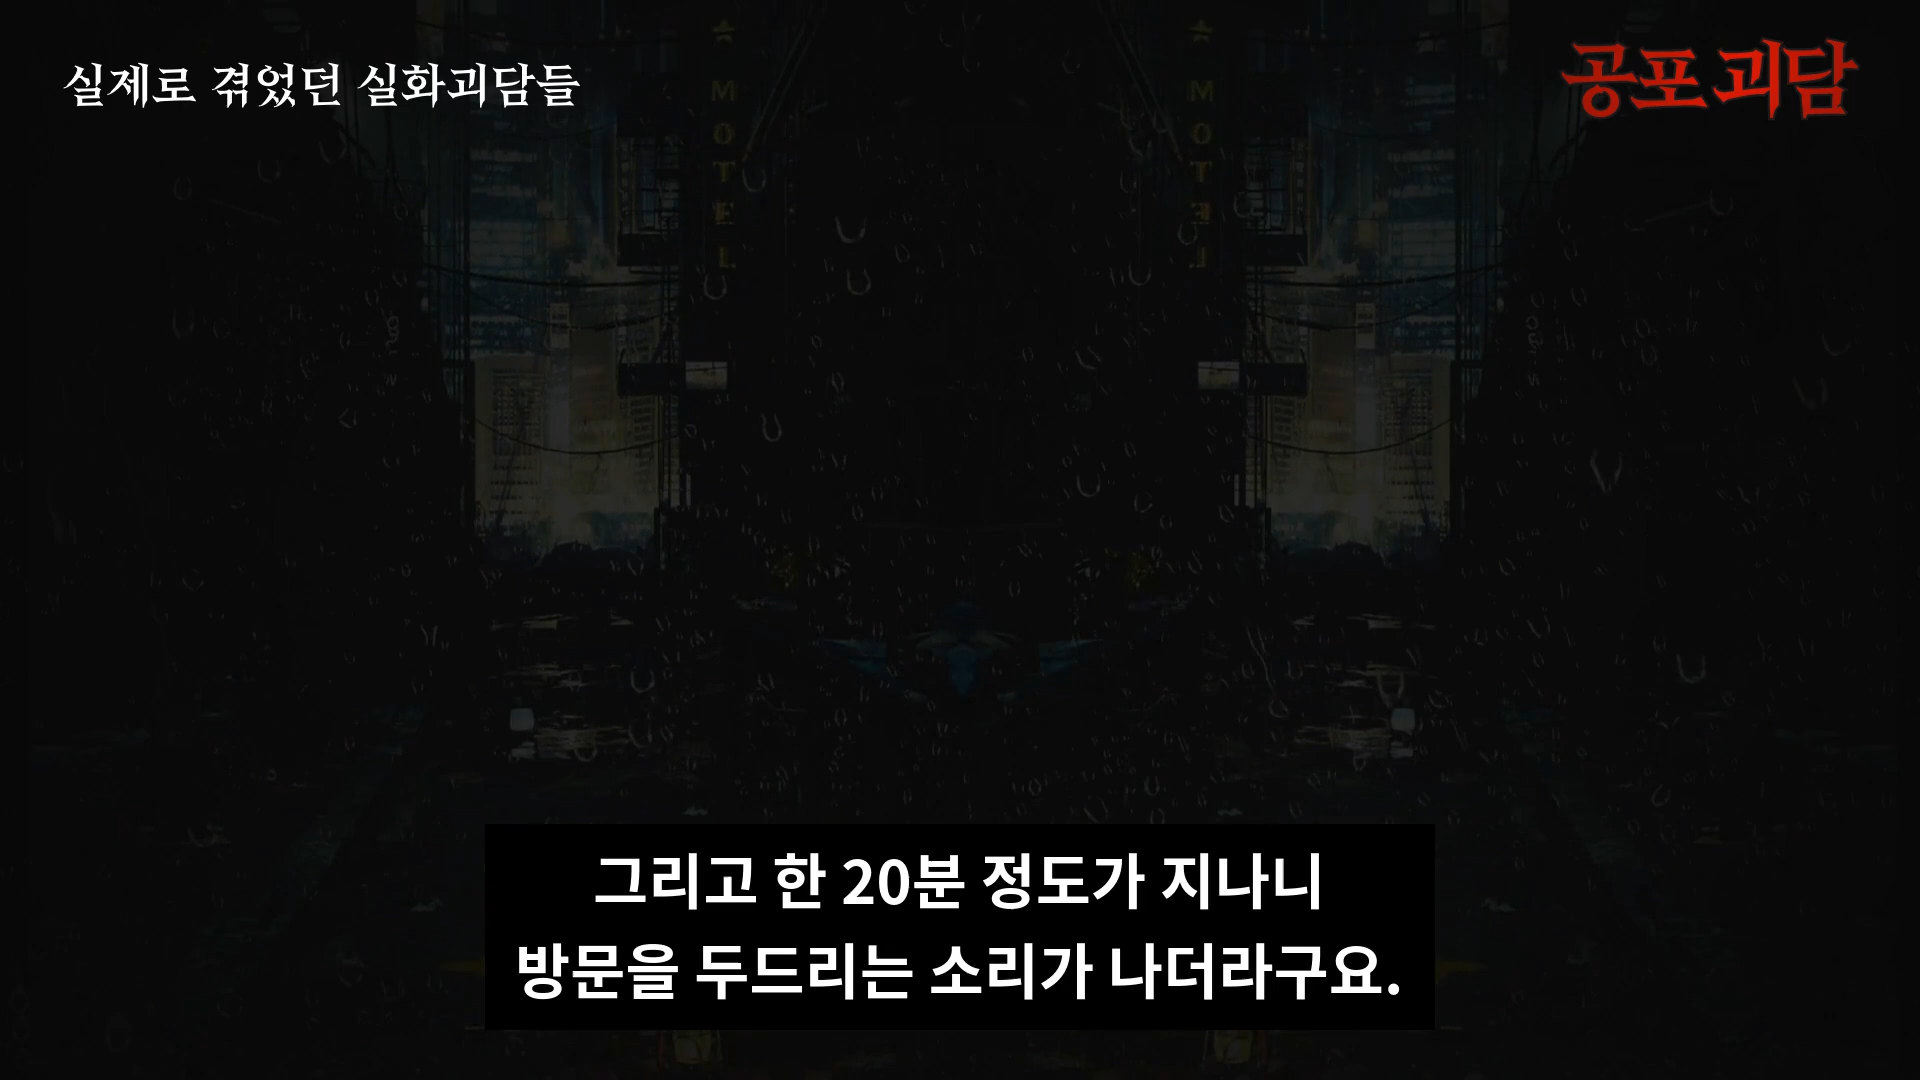 실제로 겪었던 실화괴담들
공포괴담
MOTEL
MOTEL
그리고 한 20분 정도가 지나니
방문을 두드리는 소리가 나더라구요.